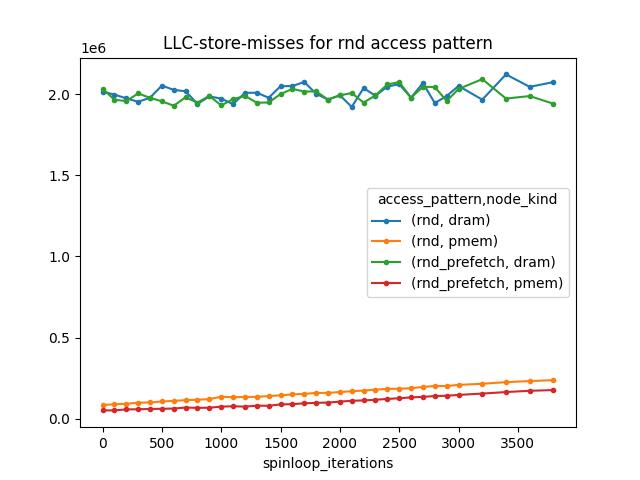 LLC-store-misses for rnd access pattern
1e6
2.0
1.5
1.0
0.5
0.0
access_pattern,node_kind
(rnd, dram)
(rnd, pmem)
(rnd_prefetch, dram)
(rnd_prefetch, pmem)
0 500 1000 1500 2000 2500 3000 3500
spinloop_iterations